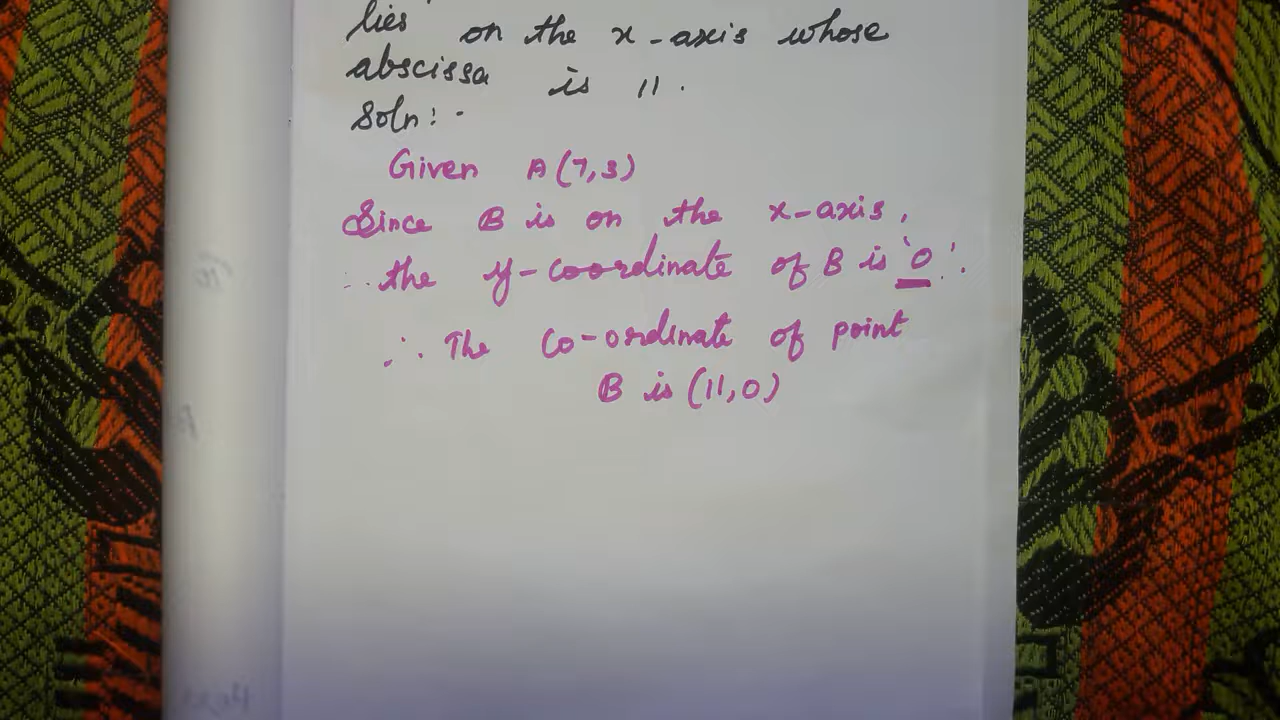 lies on the x-axis whose
abscissa is 11.
Soln:-
Given A(7,3)
Since B is on the x-axis,
∴ the y-coordinate of B is '0'.
∴ The Co-ordinate of point
B is (11,0)